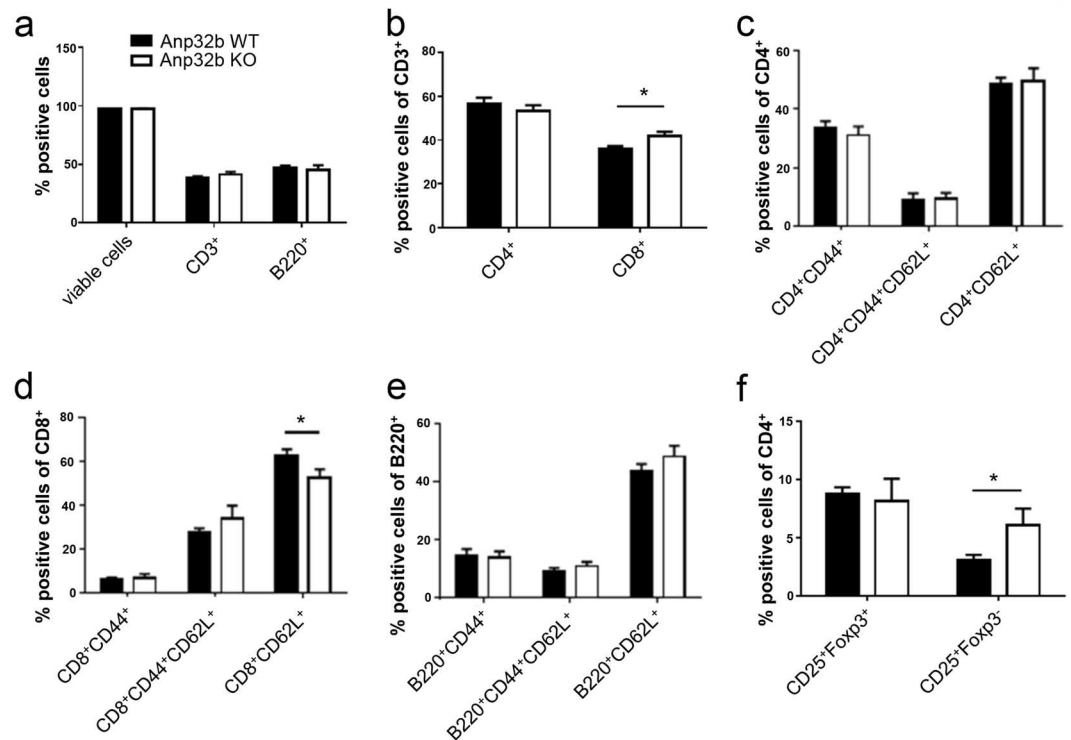 a
Anp32b WT
Anp32b KO
% positive cells
150
100
50
0
viable cells
CD3⁺
B220⁺
b
% positive cells of CD3⁺
80
60
40
20
0
*
CD4⁺
CD8⁺
c
% positive cells of CD4⁺
60
40
20
0
CD4⁺CD44⁺
CD4⁺CD44⁺CD62L⁺
CD4⁺CD62L⁺
d
% positive cells of CD8⁺
80
60
40
20
0
*
CD8⁺CD44⁺
CD8⁺CD44⁺CD62L⁺
CD8⁺CD62L⁺
e
% positive cells of B220⁺
60
40
20
0
B220⁺CD44⁺
B220⁺CD44⁺CD62L⁺
B220⁺CD62L⁺
f
% positive cells of CD4⁺
15
10
5
0
*
CD25⁺Foxp3⁺
CD25⁺Foxp3⁻